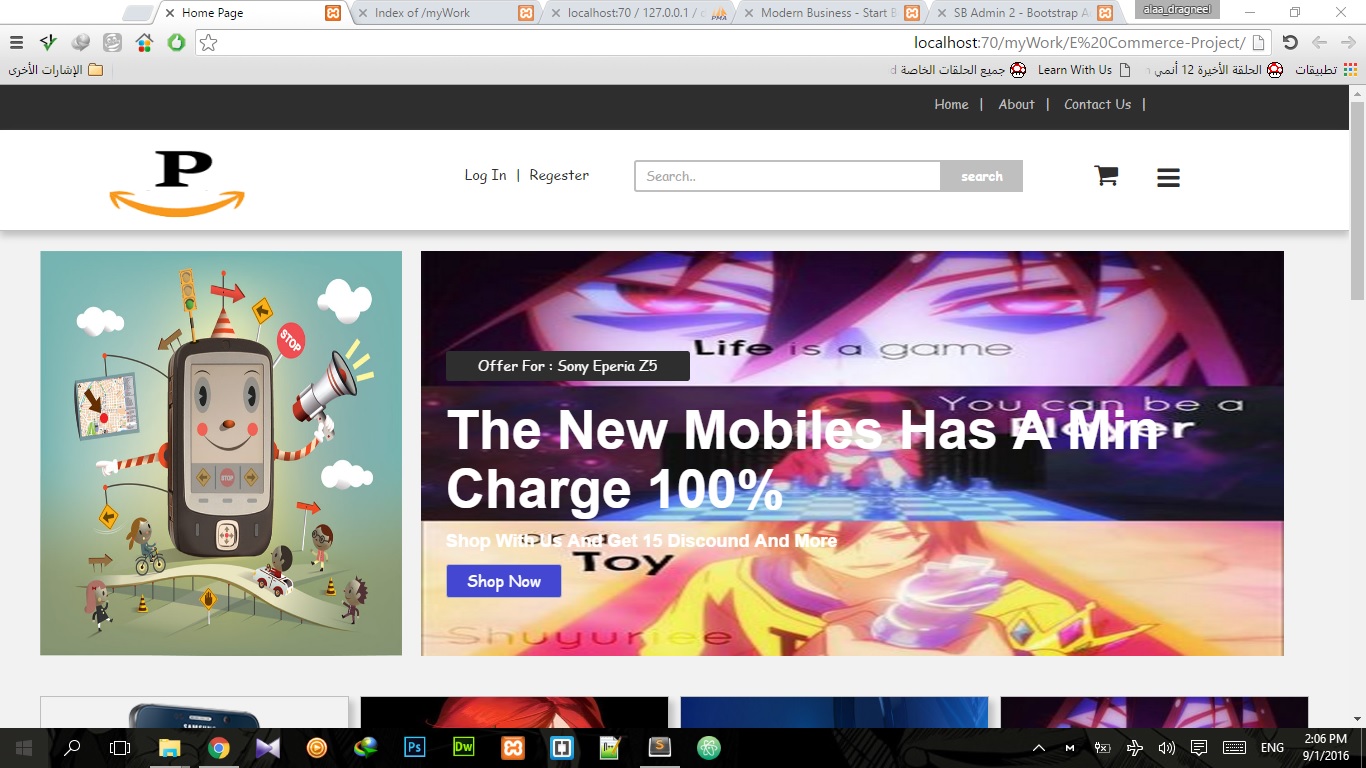 Home Page
Index of /myWork
localhost:70 / 127.0.0.1 /
Modern Business - Start B
SB Admin 2 - Bootstrap A
alaa_dragneel
localhost:70/myWork/E%20Commerce-Project/
تطبيقات
الحلقة الأخيرة 12 أنمي
Learn With Us
جميع الحلقات الخاصة
الإشارات الأخرى
Home |
About |
Contact Us |
P
Log In | Regester
Search..
search
STOP
STOP
Life is a game
Offer For : Sony Eperia Z5
You can be a
Player
The New Mobiles Has A Min
Charge 100%
Shop With Us And Get 15 Discound And More
Toy
Shop Now
Shuyuriee
SAMSUNG
Ps
Dw
ENG
2:06 PM
9/1/2016